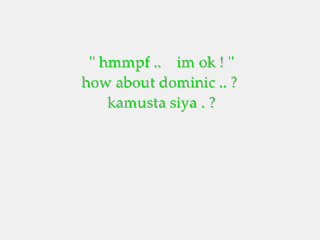 " hmmpf ..   im ok ! "
how about dominic .. ?
kamusta siya . ?